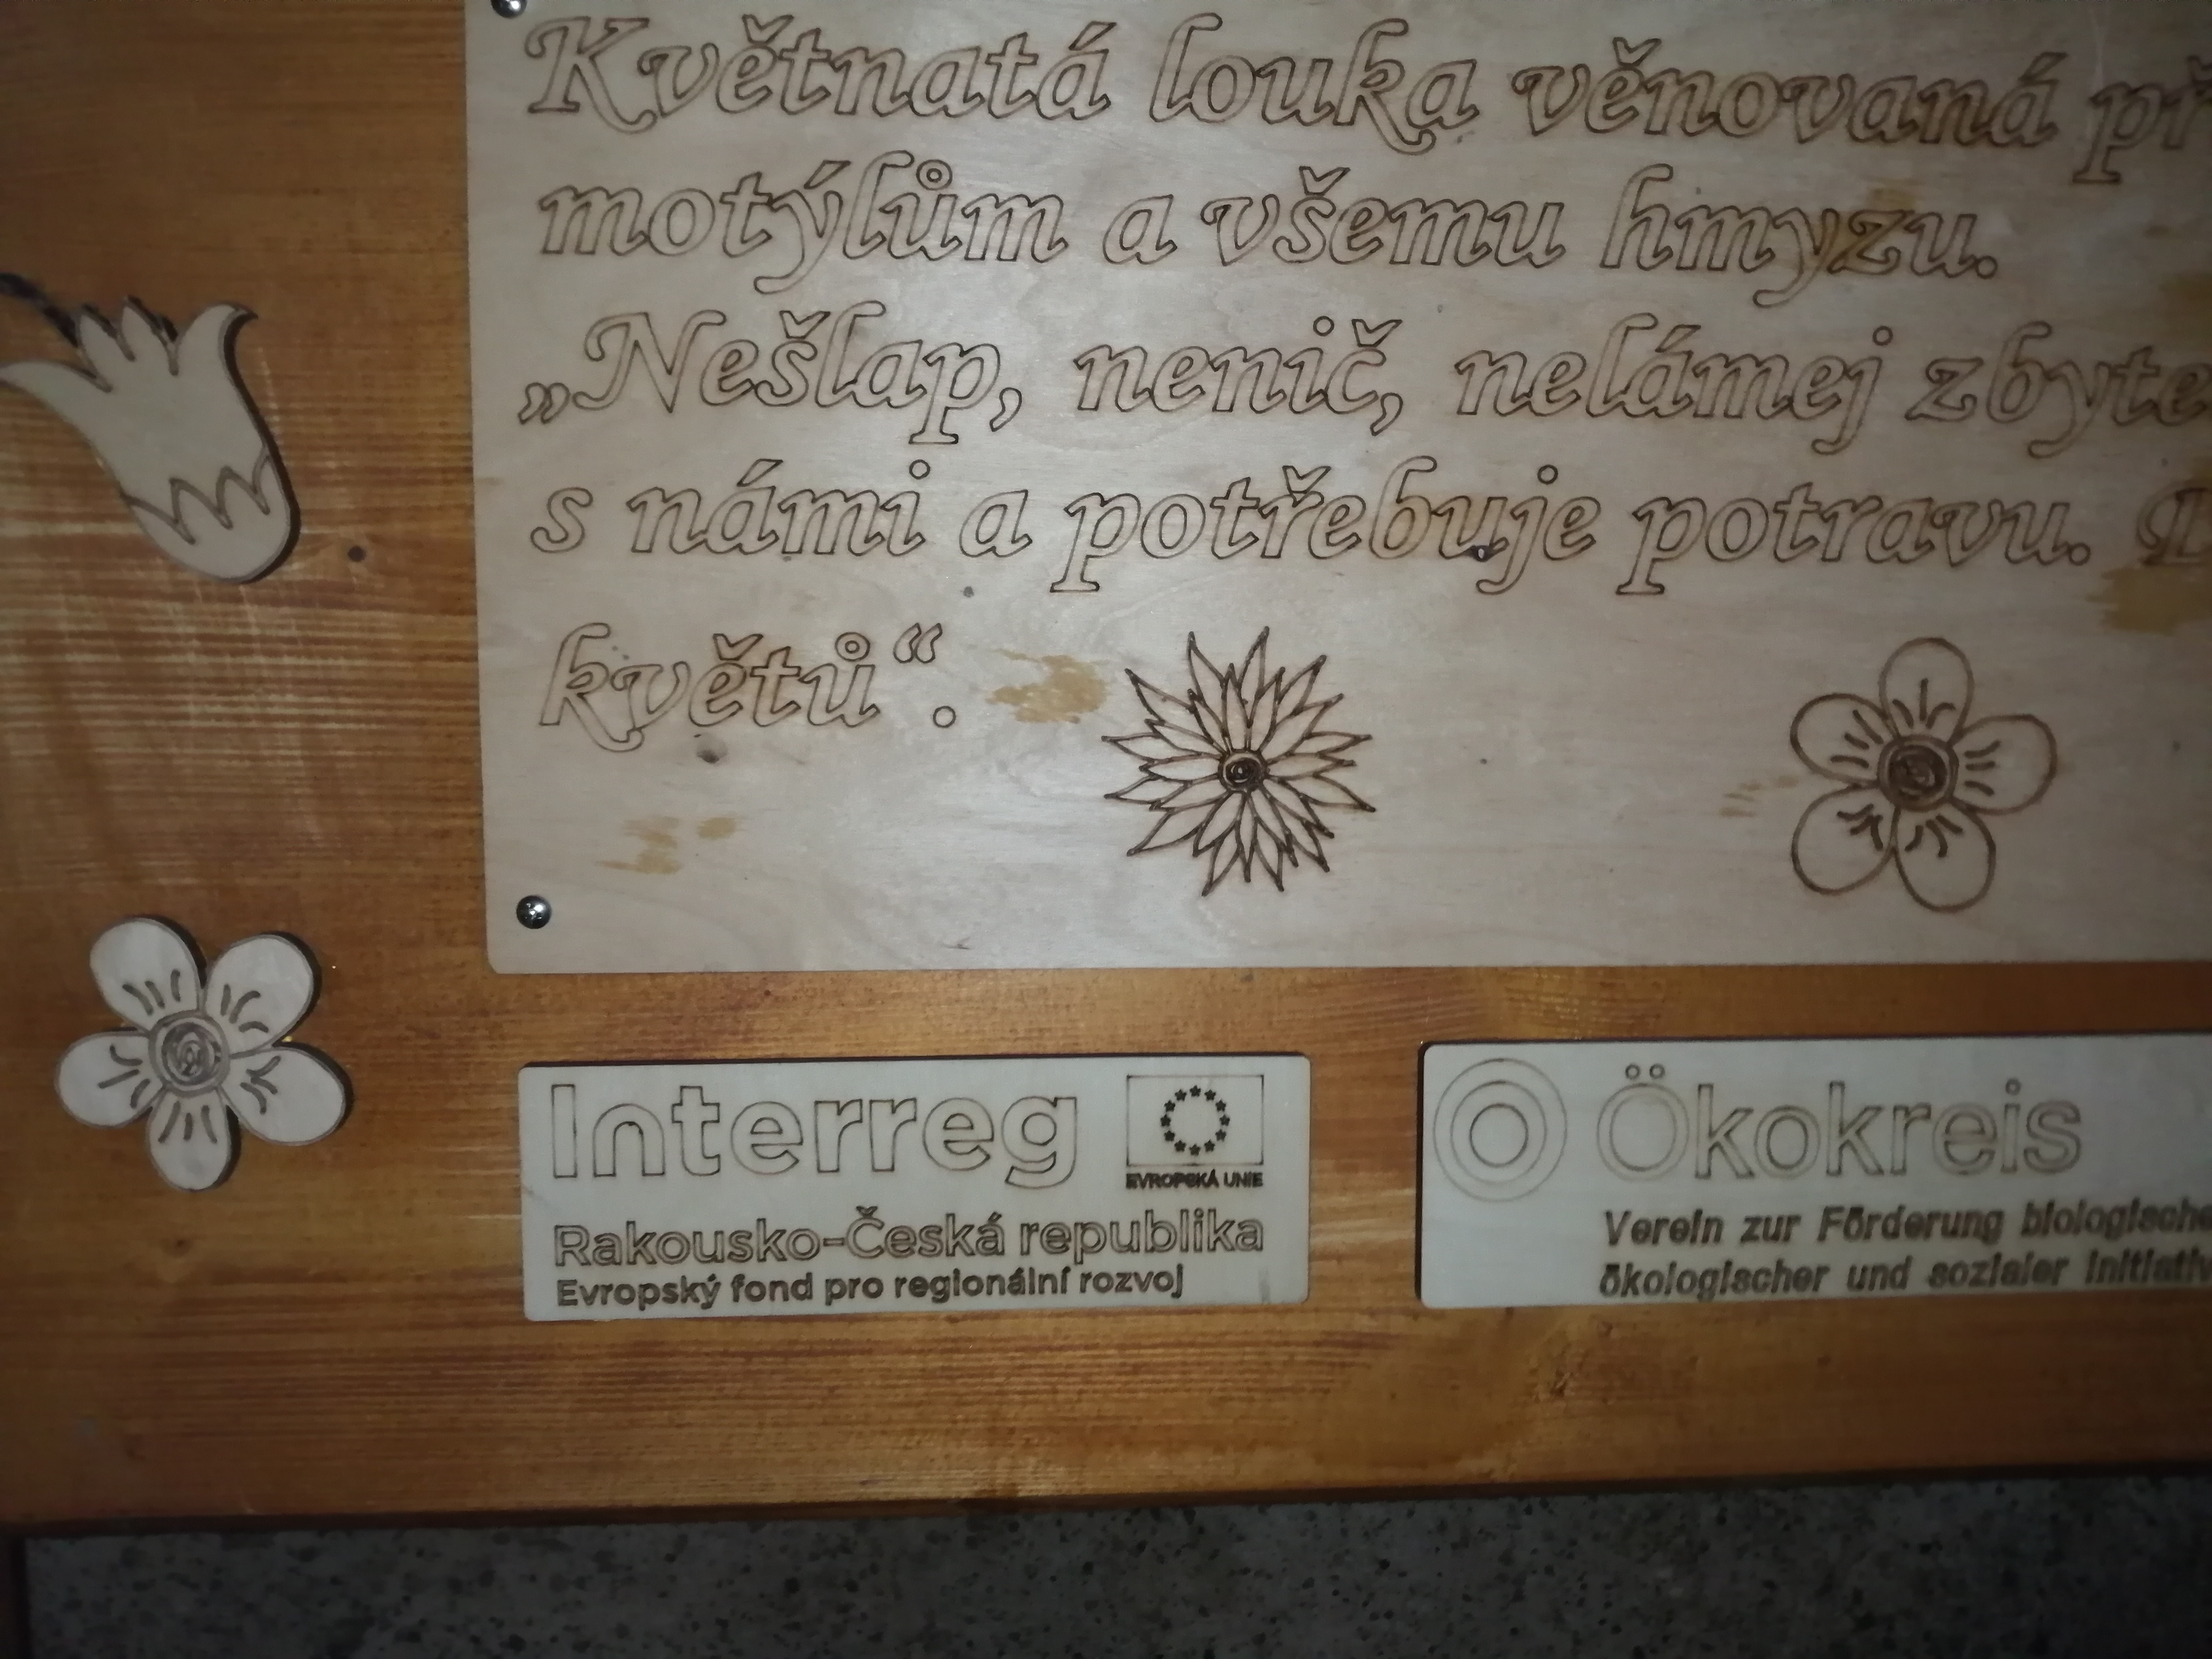 Květnatá louka věnovaná př
motýlům a všemu hmyzu.
„Nešlap, nenič, nelámej zbyte
s námi a potřebuje potravu.
květů“.
Interreg
EVROPSKÁ UNIE
Rakousko-Česká republika
Evropský fond pro regionální rozvoj
Ökokreis
Verein zur Förderung biologische
ökologischer und sozialer Initiativ